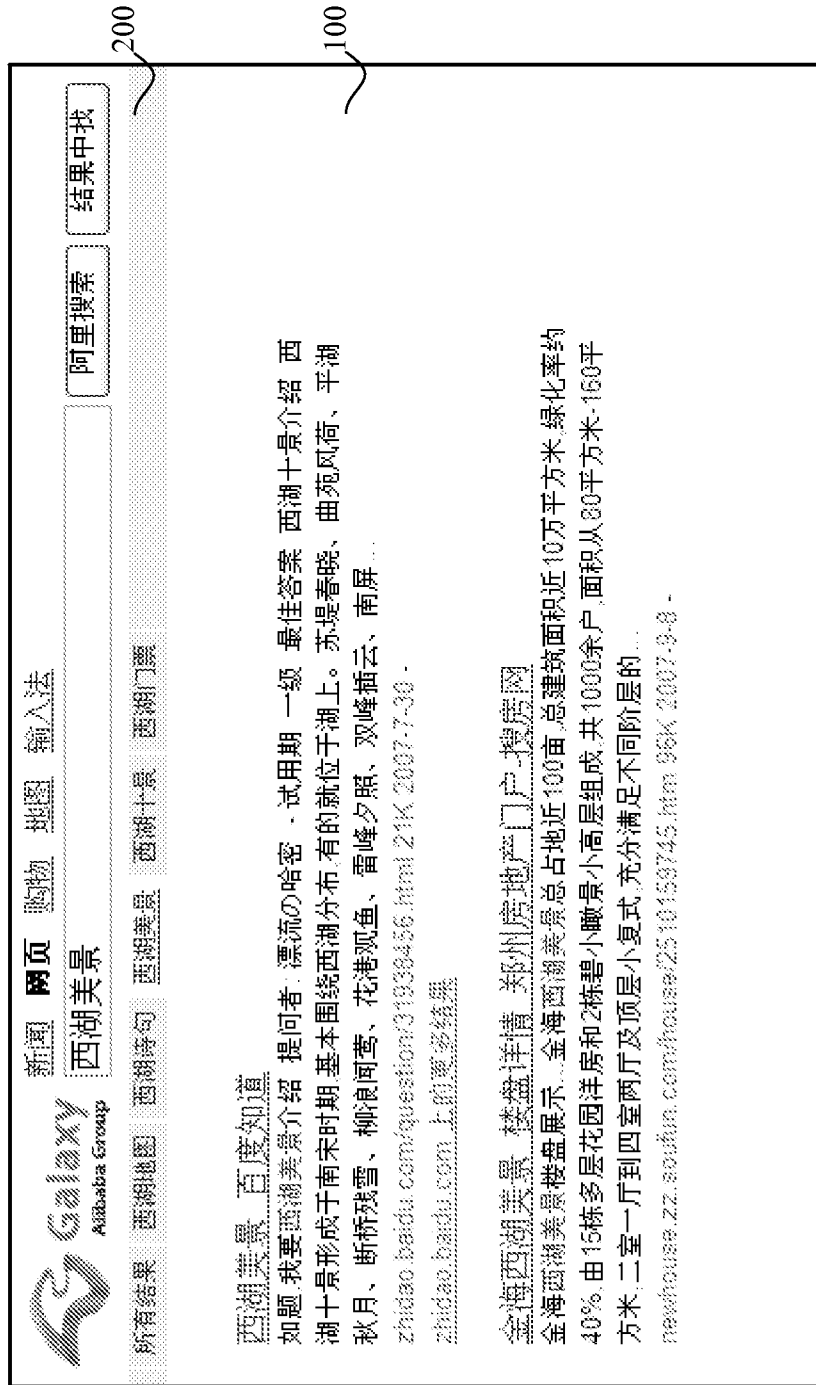 新闻 网页 购物 地图 输入法
Galaxy
Alibaba Group
西湖美景 阿里搜索 结果中找
所有结果 西湖地图 西湖诗句 西湖美景 西湖十景 西湖门票
200
西湖美景 百度知道
如题.我要西湖美景介绍 提问者:漂流の哈密 - 试用期 一级 最佳答案 西湖十景介绍 西
湖十景形成于南宋时期.基本围绕西湖分布.有的就位于湖上。苏堤春晓、曲苑风荷、平湖
秋月、断桥残雪、柳浪闻莺、花港观鱼、雷峰夕照、双峰插云、南屏...
100
zhidao.baidu.com/question/31939456.html 21K 2007-7-30 -
zhidao.baidu.com 上的更多结果
金海西湖美景 楼盘详情 郑州房地产门户-搜房网
金海西湖美景楼盘展示...金海西湖美景总占地近100亩.总建筑面积近10万平方米.绿化率约
40%.由15栋多层花园洋房和2栋碧小瞰景小高层组成.共1000余户.面积从80平方米-160平
方米.二室一厅到四室两厅及顶层小复式.充分满足不同阶层的...
newhouse.zz.soufun.com/house/2510159745.htm 96K 2007-9-8 -